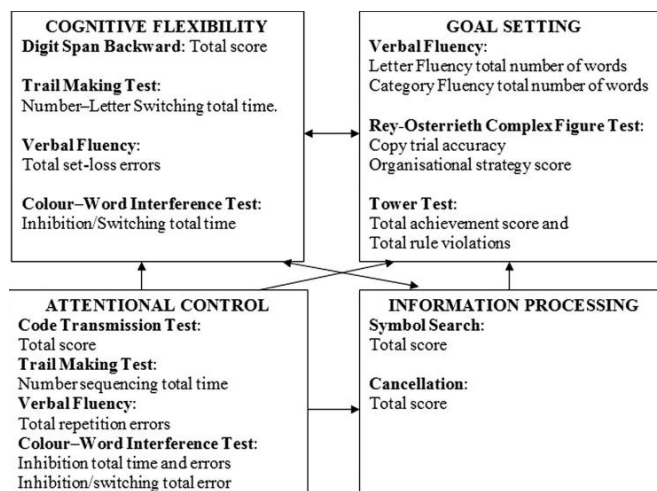 COGNITIVE FLEXIBILITY
Digit Span Backward: Total score
Trail Making Test:
Number–Letter Switching total time.
Verbal Fluency:
Total set-loss errors
Colour–Word Interference Test:
Inhibition/Switching total time
GOAL SETTING
Verbal Fluency:
Letter Fluency total number of words
Category Fluency total number of words
Rey-Osterrieth Complex Figure Test:
Copy trial accuracy
Organisational strategy score
Tower Test:
Total achievement score and
Total rule violations
ATTENTIONAL CONTROL
Code Transmission Test:
Total score
Trail Making Test:
Number sequencing total time
Verbal Fluency:
Total repetition errors
Colour–Word Interference Test:
Inhibition total time and errors
Inhibition/switching total error
INFORMATION PROCESSING
Symbol Search:
Total score
Cancellation:
Total score